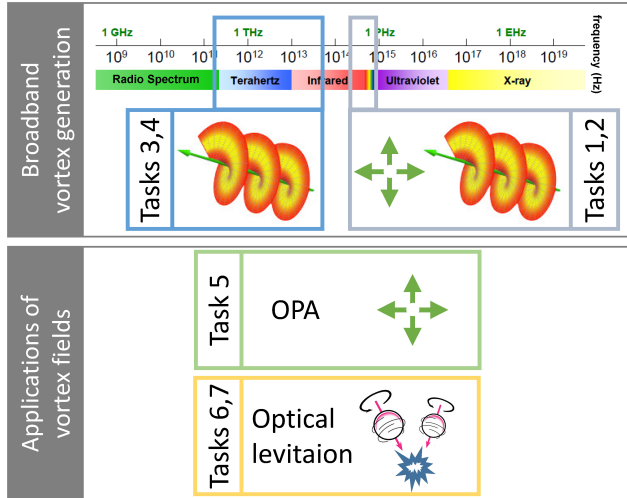 Broadband
vortex generation
1 GHz
1 THz
1 PHz
1 EHz
frequency (Hz)
10⁹ 10¹⁰ 10¹¹ 10¹² 10¹³ 10¹⁴ 10¹⁵ 10¹⁶ 10¹⁷ 10¹⁸ 10¹⁹
Radio Spectrum
Terahertz
Infrared
Ultraviolet
X-ray
Tasks 3,4
Tasks 1,2
Applications of
vortex fields
Task 5
OPA
Tasks 6,7
Optical
levitaion